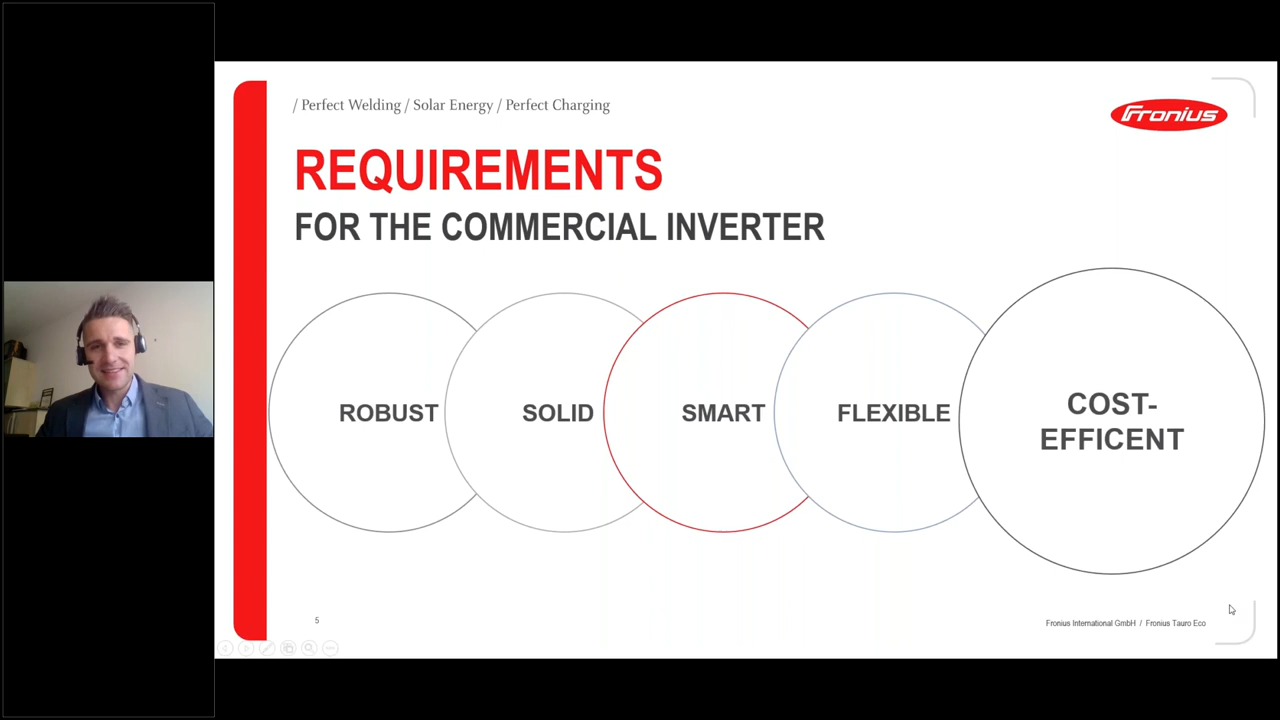 / Perfect Welding / Solar Energy / Perfect Charging
Fronius
REQUIREMENTS
FOR THE COMMERCIAL INVERTER
ROBUST
SOLID
SMART
FLEXIBLE
COST-
EFFICENT
5
Fronius International GmbH / Fronius Tauro Eco